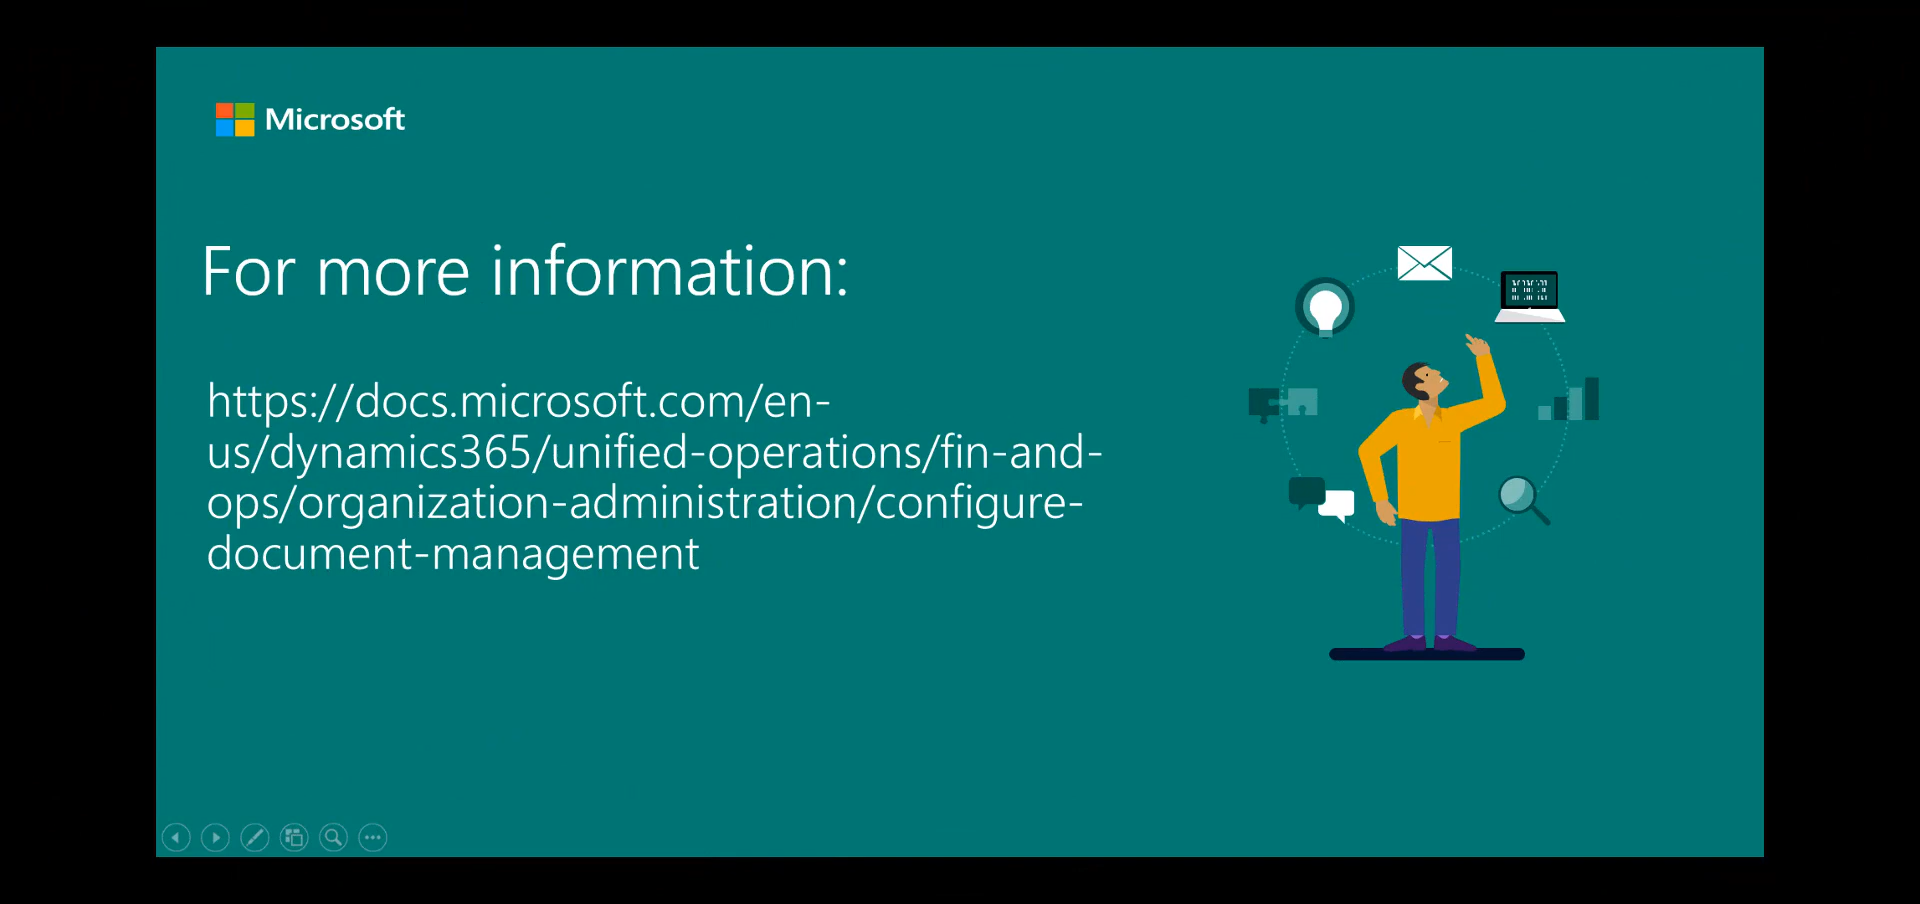 Microsoft
For more information:
https://docs.microsoft.com/en-
us/dynamics365/unified-operations/fin-and-
ops/organization-administration/configure-
document-management